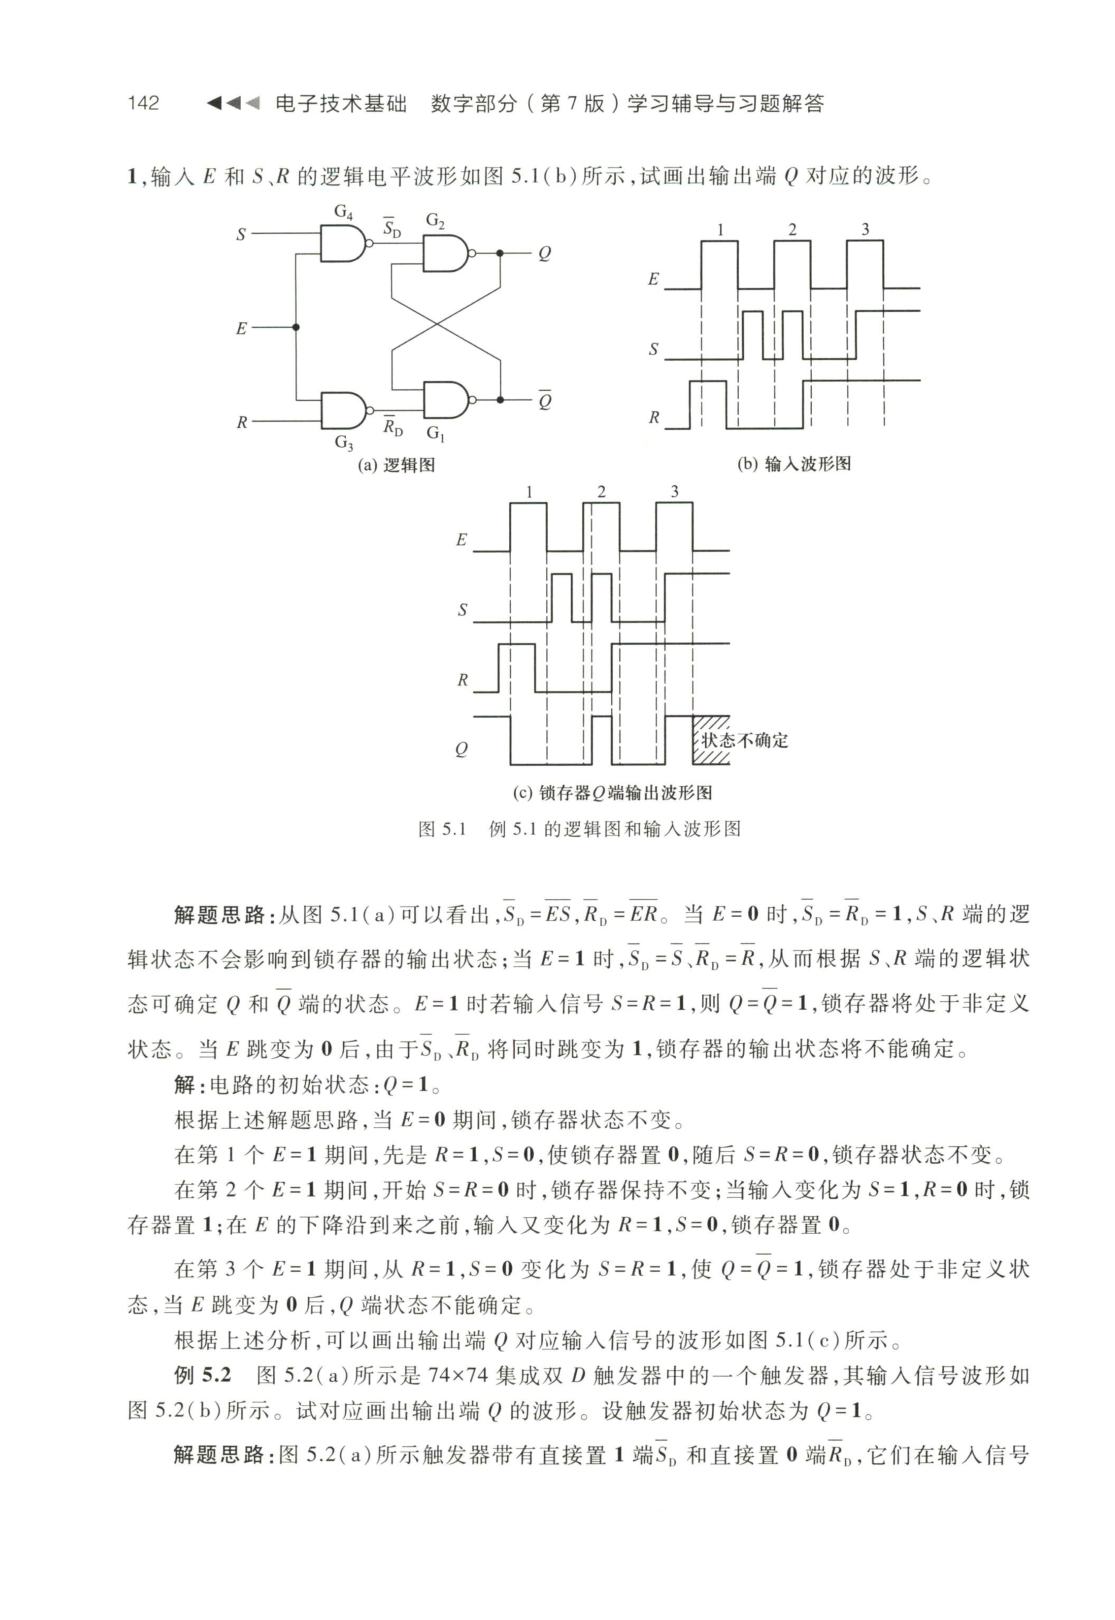 142 ◀◀◀ 电子技术基础 数字部分（第 7 版）学习辅导与习题解答
1,输入 E 和 S、R 的逻辑电平波形如图 5.1(b)所示,试画出输出端 Q 对应的波形。
G₄ S̅_D G₂
S
Q
E
R R̅_D G₁ Q̅
G₃
(a) 逻辑图
1 2 3
E
S
R
(b) 输入波形图
1 2 3
E
S
R
Q 状态不确定
(c) 锁存器Q端输出波形图
图 5.1 例 5.1 的逻辑图和输入波形图
解题思路:从图 5.1(a)可以看出,S̅_D=E̅S̅,R̅_D=E̅R̅。当 E=0 时,S̅_D=R̅_D=1,S、R 端的逻
辑状态不会影响到锁存器的输出状态;当 E=1 时,S̅_D=S̅、R̅_D=R̅,从而根据 S、R 端的逻辑状
态可确定 Q 和 Q̅ 端的状态。E=1 时若输入信号 S=R=1,则 Q=Q̅=1,锁存器将处于非定义
状态。当 E 跳变为 0 后,由于S̅_D、R̅_D 将同时跳变为 1,锁存器的输出状态将不能确定。
解:电路的初始状态:Q=1。
根据上述解题思路,当 E=0 期间,锁存器状态不变。
在第 1 个 E=1 期间,先是 R=1,S=0,使锁存器置 0,随后 S=R=0,锁存器状态不变。
在第 2 个 E=1 期间,开始 S=R=0 时,锁存器保持不变;当输入变化为 S=1,R=0 时,锁
存器置 1;在 E 的下降沿到来之前,输入又变化为 R=1,S=0,锁存器置 0。
在第 3 个 E=1 期间,从 R=1,S=0 变化为 S=R=1,使 Q=Q̅=1,锁存器处于非定义状
态,当 E 跳变为 0 后,Q 端状态不能确定。
根据上述分析,可以画出输出端 Q 对应输入信号的波形如图 5.1(c)所示。
例 5.2 图 5.2(a)所示是 74×74 集成双 D 触发器中的一个触发器,其输入信号波形如
图 5.2(b)所示。试对应画出输出端 Q 的波形。设触发器初始状态为 Q=1。
解题思路:图 5.2(a)所示触发器带有直接置 1 端S̅_D 和直接置 0 端R̅_D,它们在输入信号